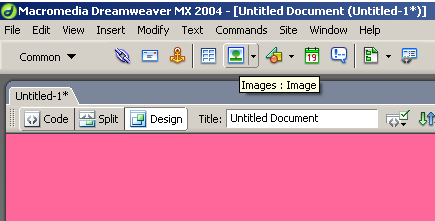 Macromedia Dreamweaver MX 2004 - [Untitled Document (Untitled-1*)]
File Edit View Insert Modify Text Commands Site Window Help
Common
19
Images : Image
Untitled-1*
Code Split Design Title: Untitled Document